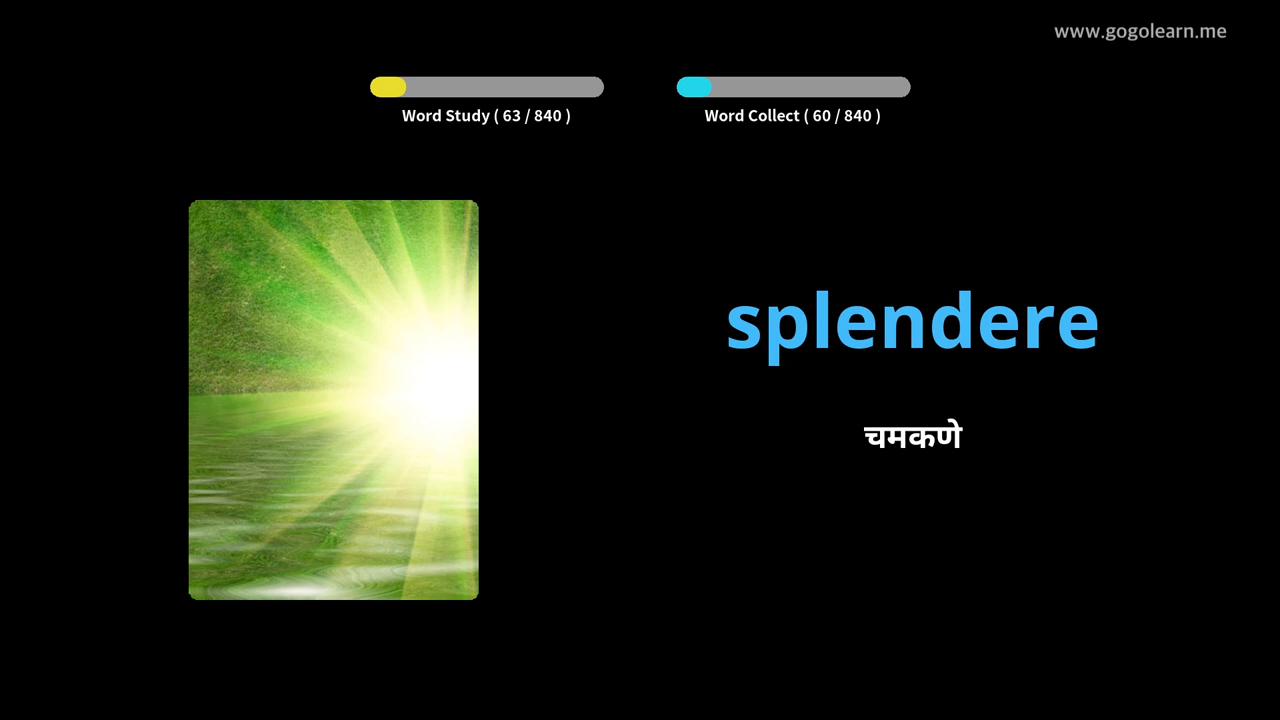 www.gogolearn.me
Word Study ( 63 / 840 )
Word Collect ( 60 / 840 )
splendere
चमकणे